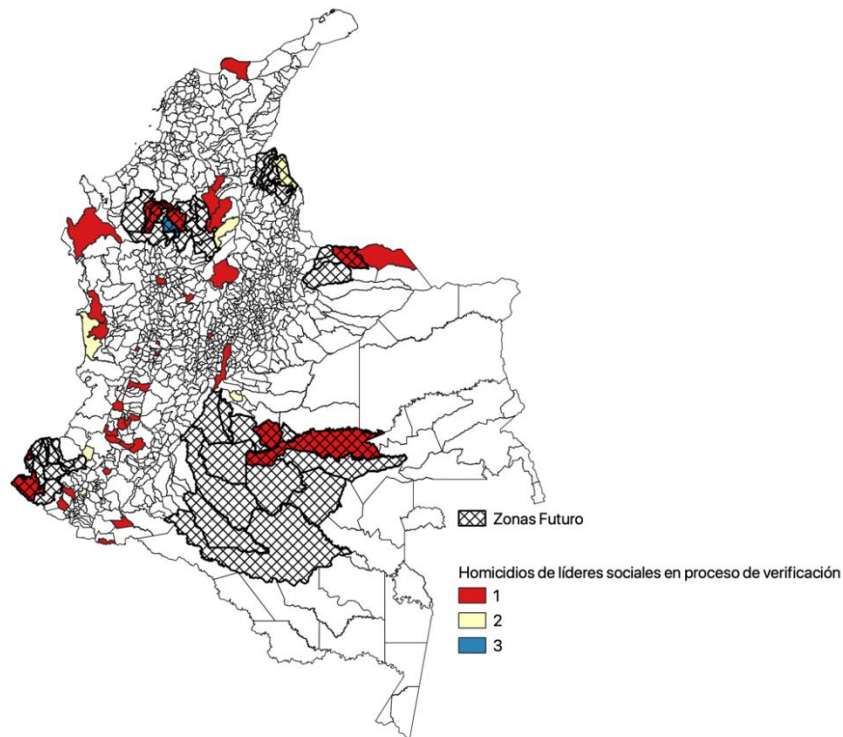 Zonas Futuro
Homicidios de líderes sociales en proceso de verificación
1
2
3